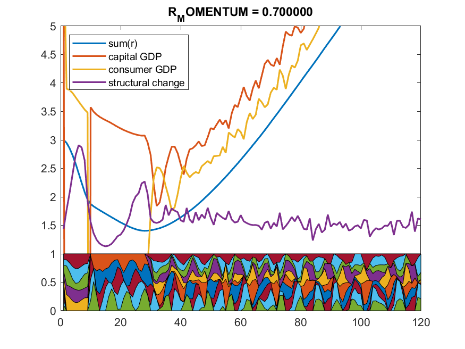 R_MOMENTUM = 0.700000
5
4.5
4
3.5
3
2.5
2
1.5
1
0.5
0
sum(r)
capital GDP
consumer GDP
structural change
0 20 40 60 80 100 120